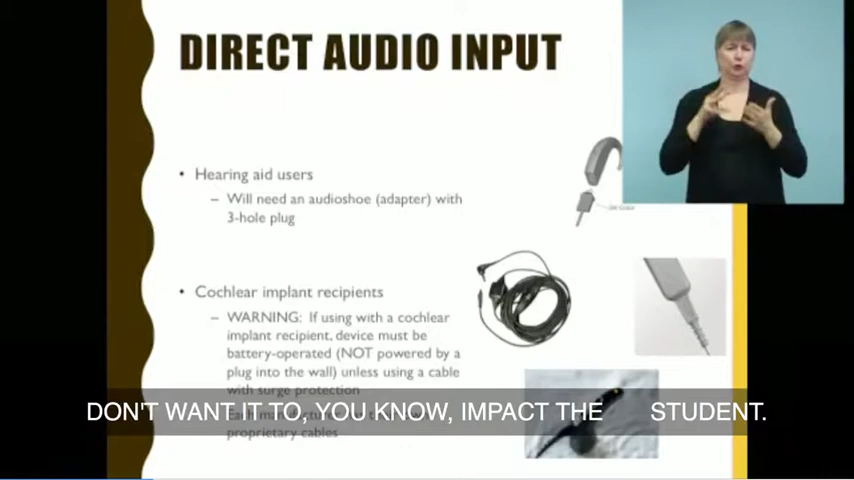 DIRECT AUDIO INPUT
• Hearing aid users
– Will need an audioshoe (adapter) with
3-hole plug
• Cochlear implant recipients
– WARNING: If using with a cochlear
implant recipient, device must be
battery-operated (NOT powered by a
plug into the wall) unless using a cable
with surge protection
DON'T WANT IT TO, YOU KNOW, IMPACT THE STUDENT.
proprietary cables